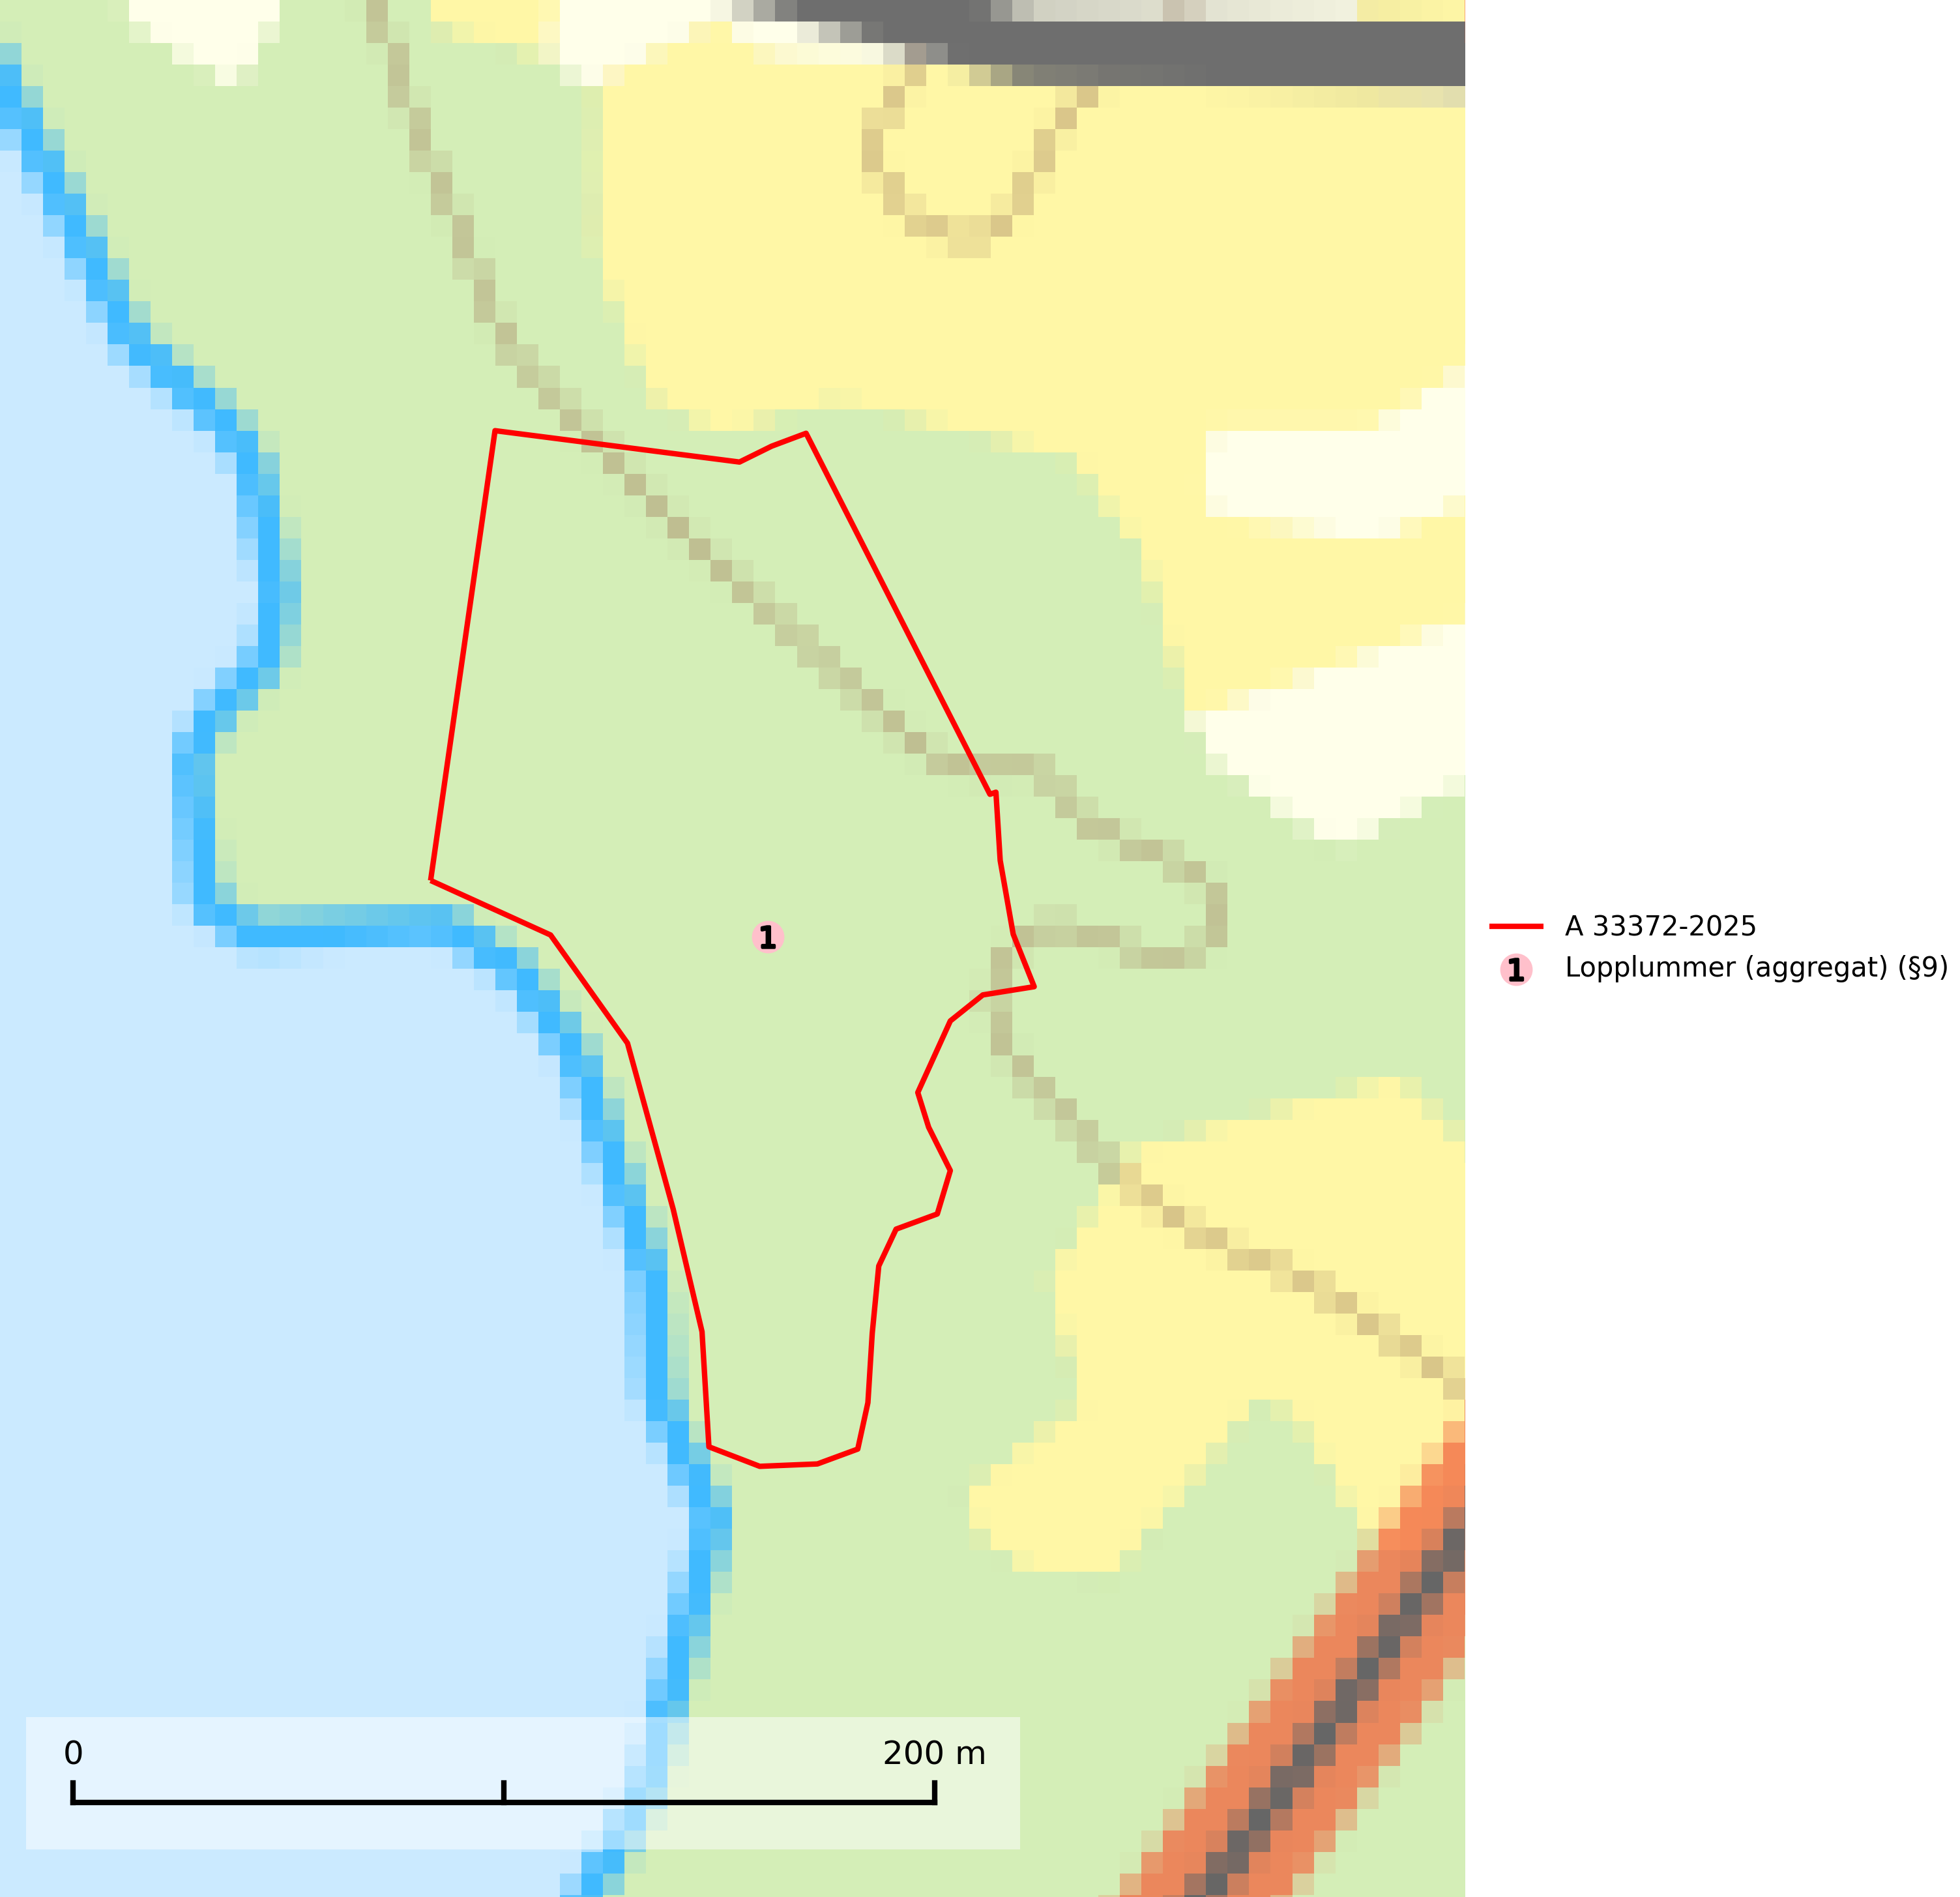 A 33372-2025
1 Lopplummer (aggregat) (§9)
1
0 200 m